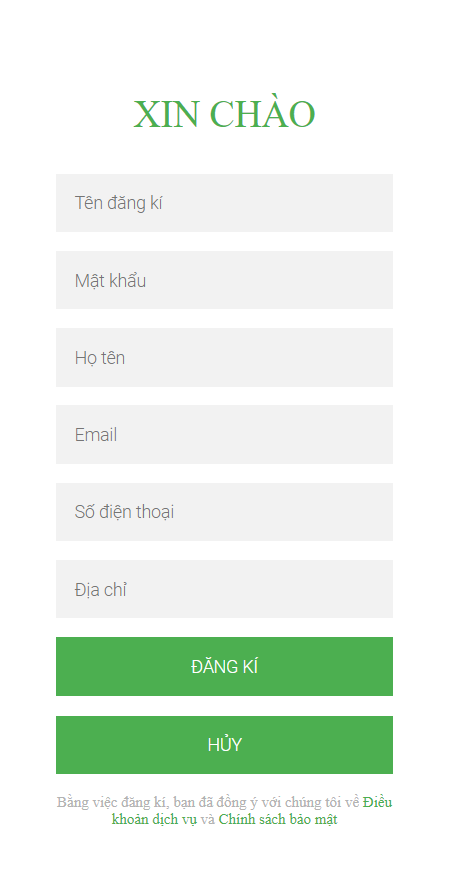 XIN CHÀO
Tên đăng kí
Mật khẩu
Họ tên
Email
Số điện thoại
Địa chỉ
ĐĂNG KÍ
HỦY
Bằng việc đăng kí, bạn đã đồng ý với chúng tôi về Điều
khoản dịch vụ và Chính sách bảo mật